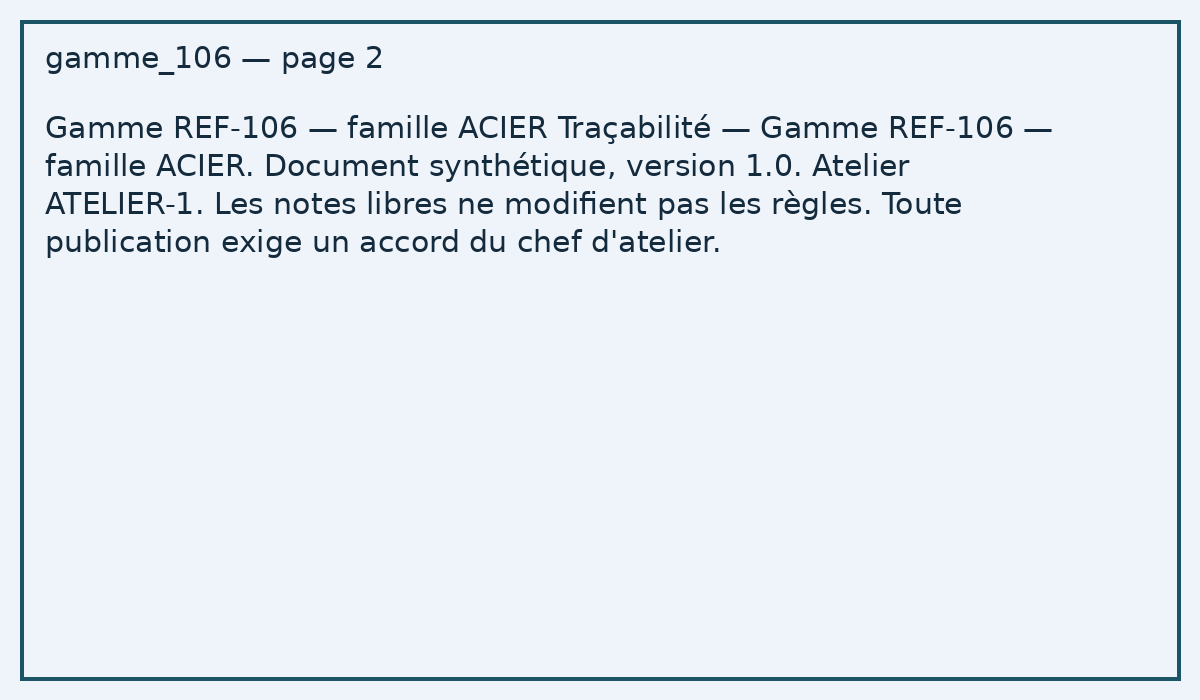 gamme_106 — page 2
Gamme REF-106 — famille ACIER Traçabilité — Gamme REF-106 —
famille ACIER. Document synthétique, version 1.0. Atelier
ATELIER-1. Les notes libres ne modifient pas les règles. Toute
publication exige un accord du chef d'atelier.